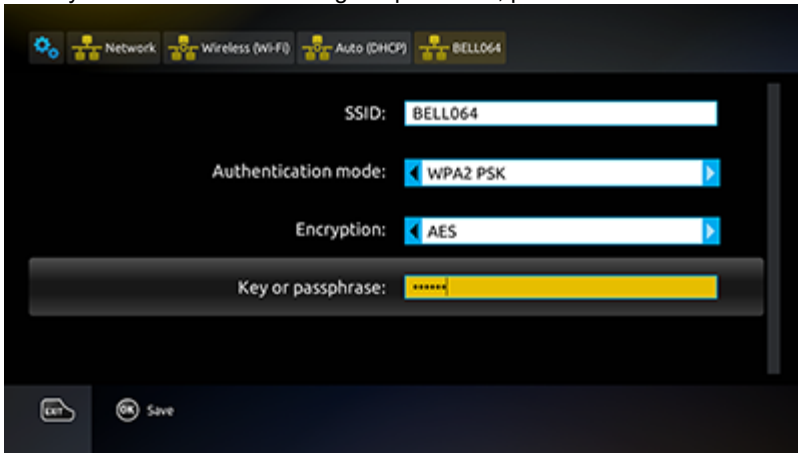 Network Wireless (Wi-Fi) Auto (DHCP) BELL064
SSID: BELL064
Authentication mode: WPA2 PSK
Encryption: AES
Key or passphrase: ••••••
EXIT OK Save